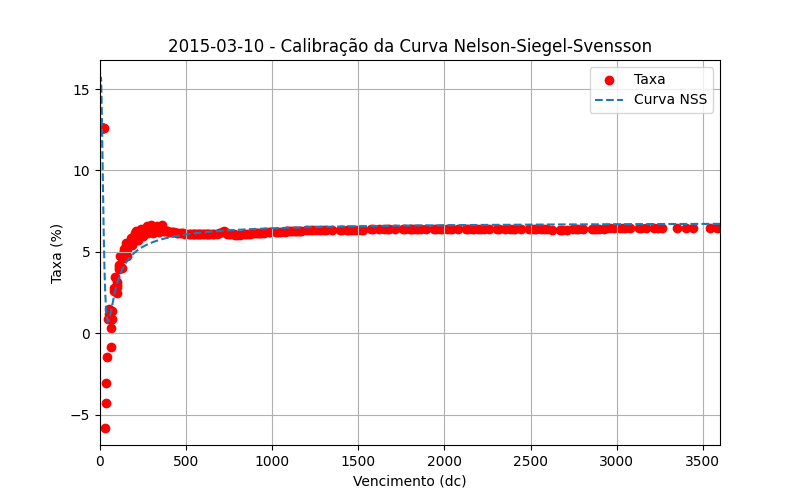 2015-03-10 - Calibração da Curva Nelson-Siegel-Svensson
Taxa
Curva NSS
15
10
5
0
−5
Taxa (%)
0 500 1000 1500 2000 2500 3000 3500
Vencimento (dc)